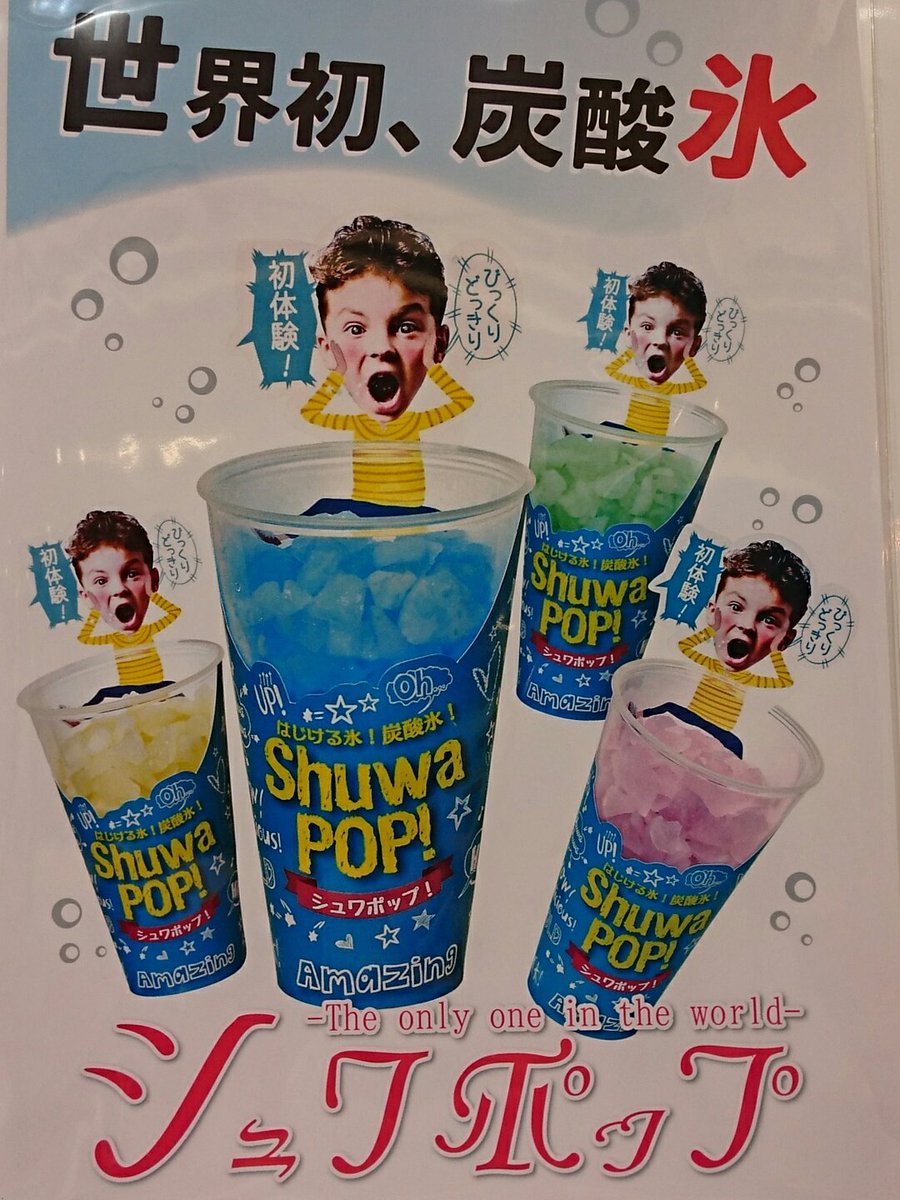 世界初、炭酸氷
初体験!
びっくり
どっきり
初体験!
びっくり
どっきり
初体験!
びっくり
どっきり
初体験!
びっくり
どっきり
UP!
Oh...
はじける氷!炭酸氷!
Shuwa
POP!
シュワポップ!
Amazing
UP!
Oh...
はじける氷!炭酸氷!
Shuwa
POP!
シュワポップ!
Amazing
UP!
Oh...
はじける氷!炭酸氷!
Shuwa
POP!
シュワポップ!
Amazing
UP!
Oh...
はじける氷!炭酸氷!
Shuwa
POP!
シュワポップ!
-The only one in the world-
シュワポップ